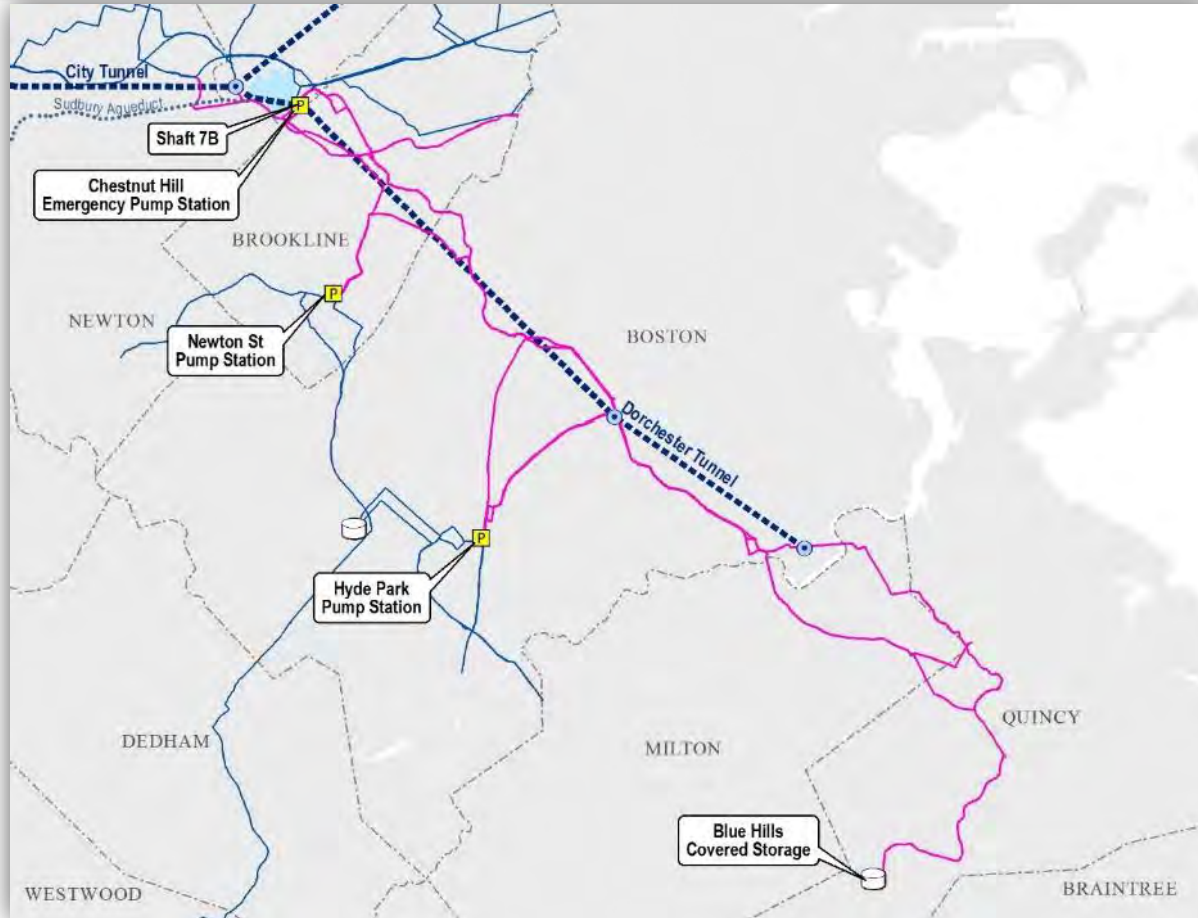 City Tunnel
Sudbury Aqueduct
P
Shaft 7B
Chestnut Hill
Emergency Pump Station
BROOKLINE
P
NEWTON
Newton St
Pump Station
BOSTON
Dorchester Tunnel
P
Hyde Park
Pump Station
DEDHAM
MILTON
QUINCY
Blue Hills
Covered Storage
WESTWOOD
BRAINTREE